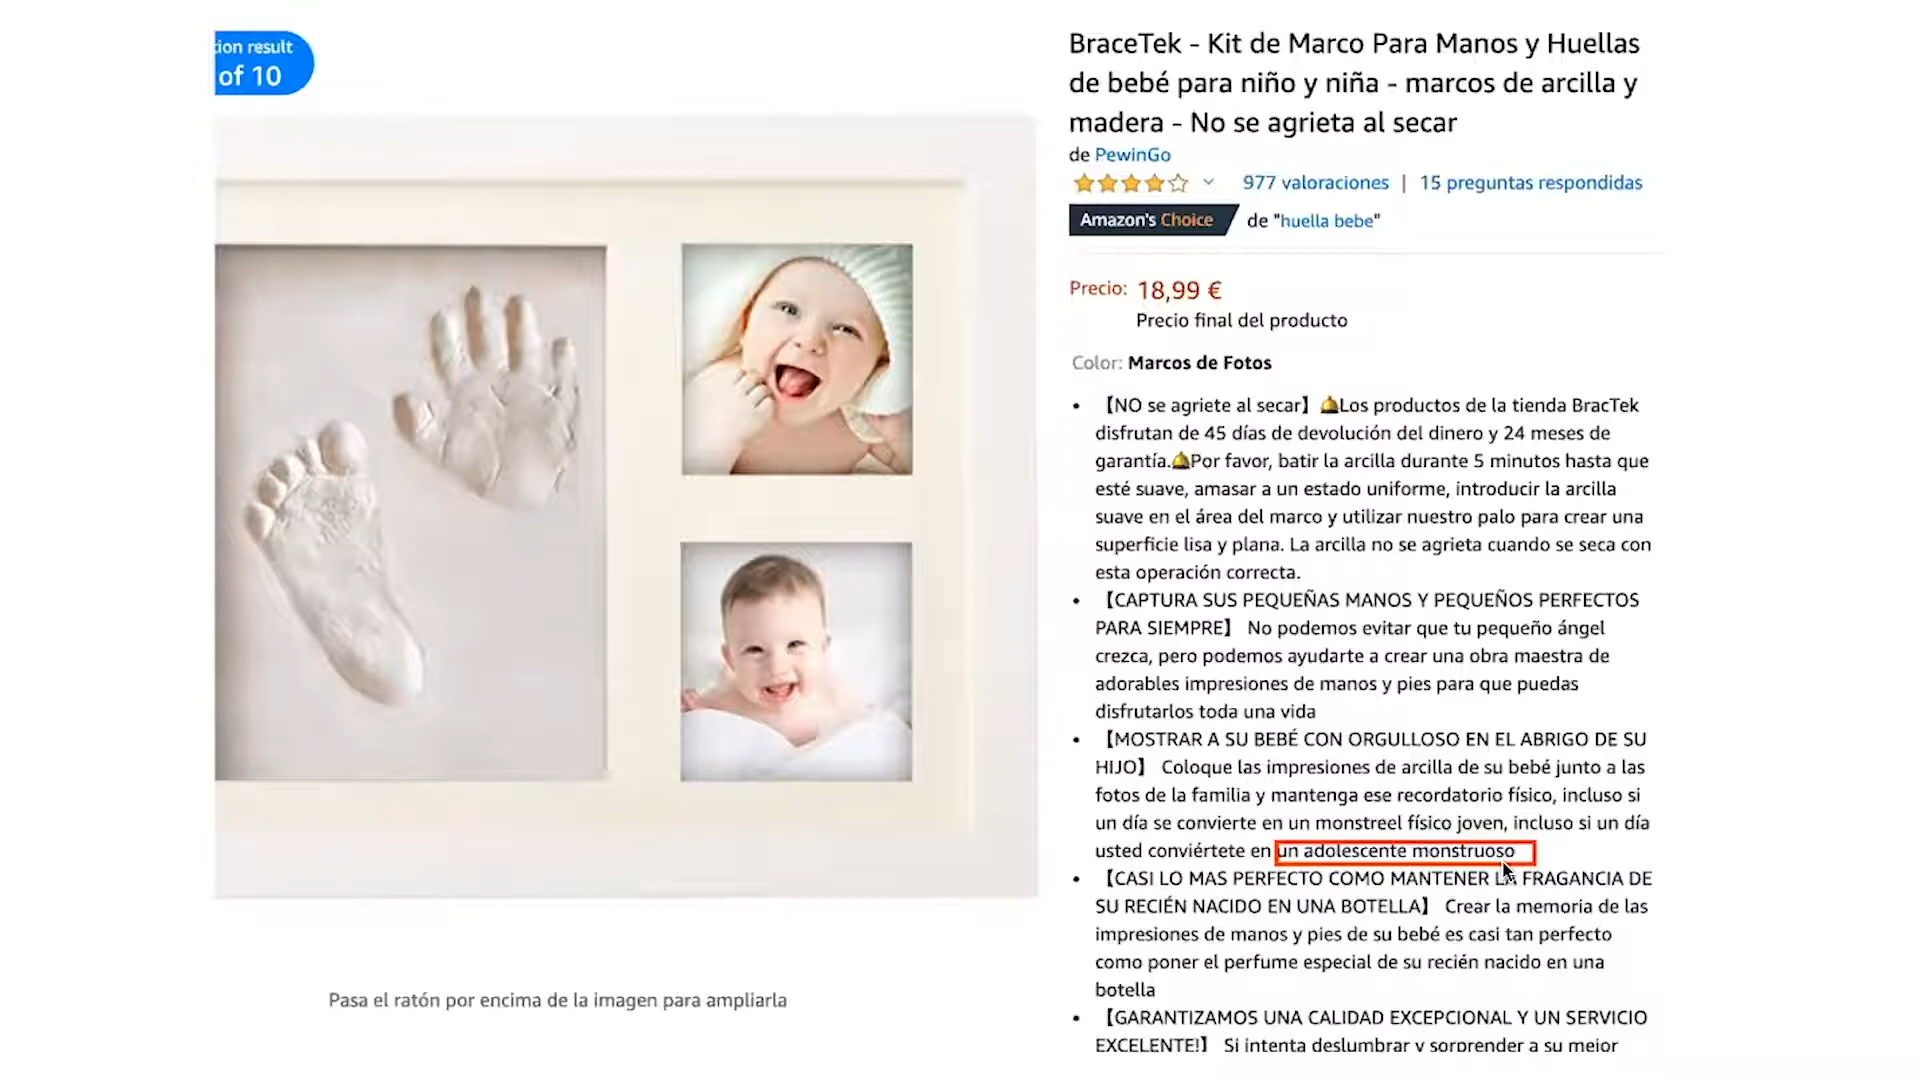 ion result
of 10
BraceTek - Kit de Marco Para Manos y Huellas
de bebé para niño y niña - marcos de arcilla y
madera - No se agrieta al secar
de PewinGo
977 valoraciones | 15 preguntas respondidas
Amazon's Choice de "huella bebe"
Precio: 18,99 €
Precio final del producto
Color: Marcos de Fotos
• 【NO se agriete al secar】🛎Los productos de la tienda BracTek
disfrutan de 45 días de devolución del dinero y 24 meses de
garantía.🛎Por favor, batir la arcilla durante 5 minutos hasta que
esté suave, amasar a un estado uniforme, introducir la arcilla
suave en el área del marco y utilizar nuestro palo para crear una
superficie lisa y plana. La arcilla no se agrieta cuando se seca con
esta operación correcta.
• 【CAPTURA SUS PEQUEÑAS MANOS Y PEQUEÑOS PERFECTOS
PARA SIEMPRE】 No podemos evitar que tu pequeño ángel
crezca, pero podemos ayudarte a crear una obra maestra de
adorables impresiones de manos y pies para que puedas
disfrutarlos toda una vida
• 【MOSTRAR A SU BEBÉ CON ORGULLOSO EN EL ABRIGO DE SU
HIJO】 Coloque las impresiones de arcilla de su bebé junto a las
fotos de la familia y mantenga ese recordatorio físico, incluso si
un día se convierte en un monstreel físico joven, incluso si un día
usted conviértete en un adolescente monstruoso
• 【CASI LO MAS PERFECTO COMO MANTENER LA FRAGANCIA DE
SU RECIÉN NACIDO EN UNA BOTELLA】 Crear la memoria de las
impresiones de manos y pies de su bebé es casi tan perfecto
como poner el perfume especial de su recién nacido en una
botella
• 【GARANTIZAMOS UNA CALIDAD EXCEPCIONAL Y UN SERVICIO
EXCELENTE!】 Si intenta deslumbrar y sorprender a su mejor
Pasa el ratón por encima de la imagen para ampliarla